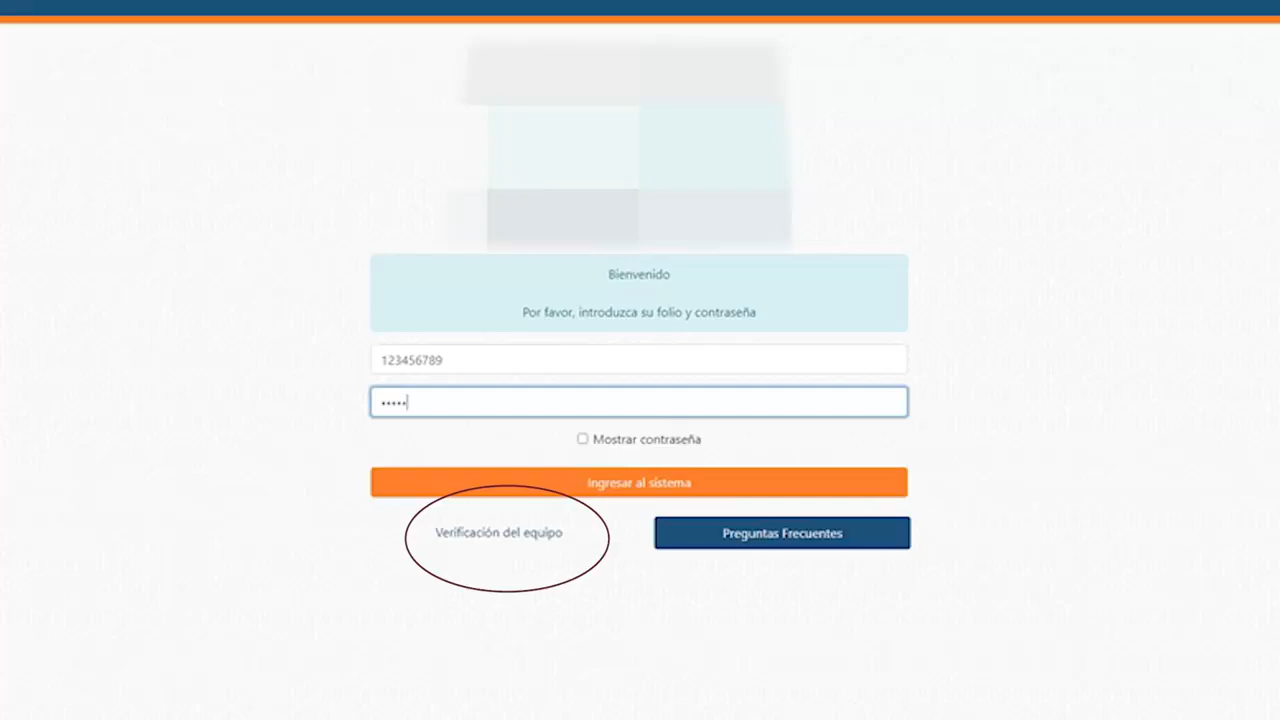 Bienvenido
Por favor, introduzca su folio y contraseña
123456789
•••••
Mostrar contraseña
Ingresar al sistema
Verificación del equipo
Preguntas Frecuentes